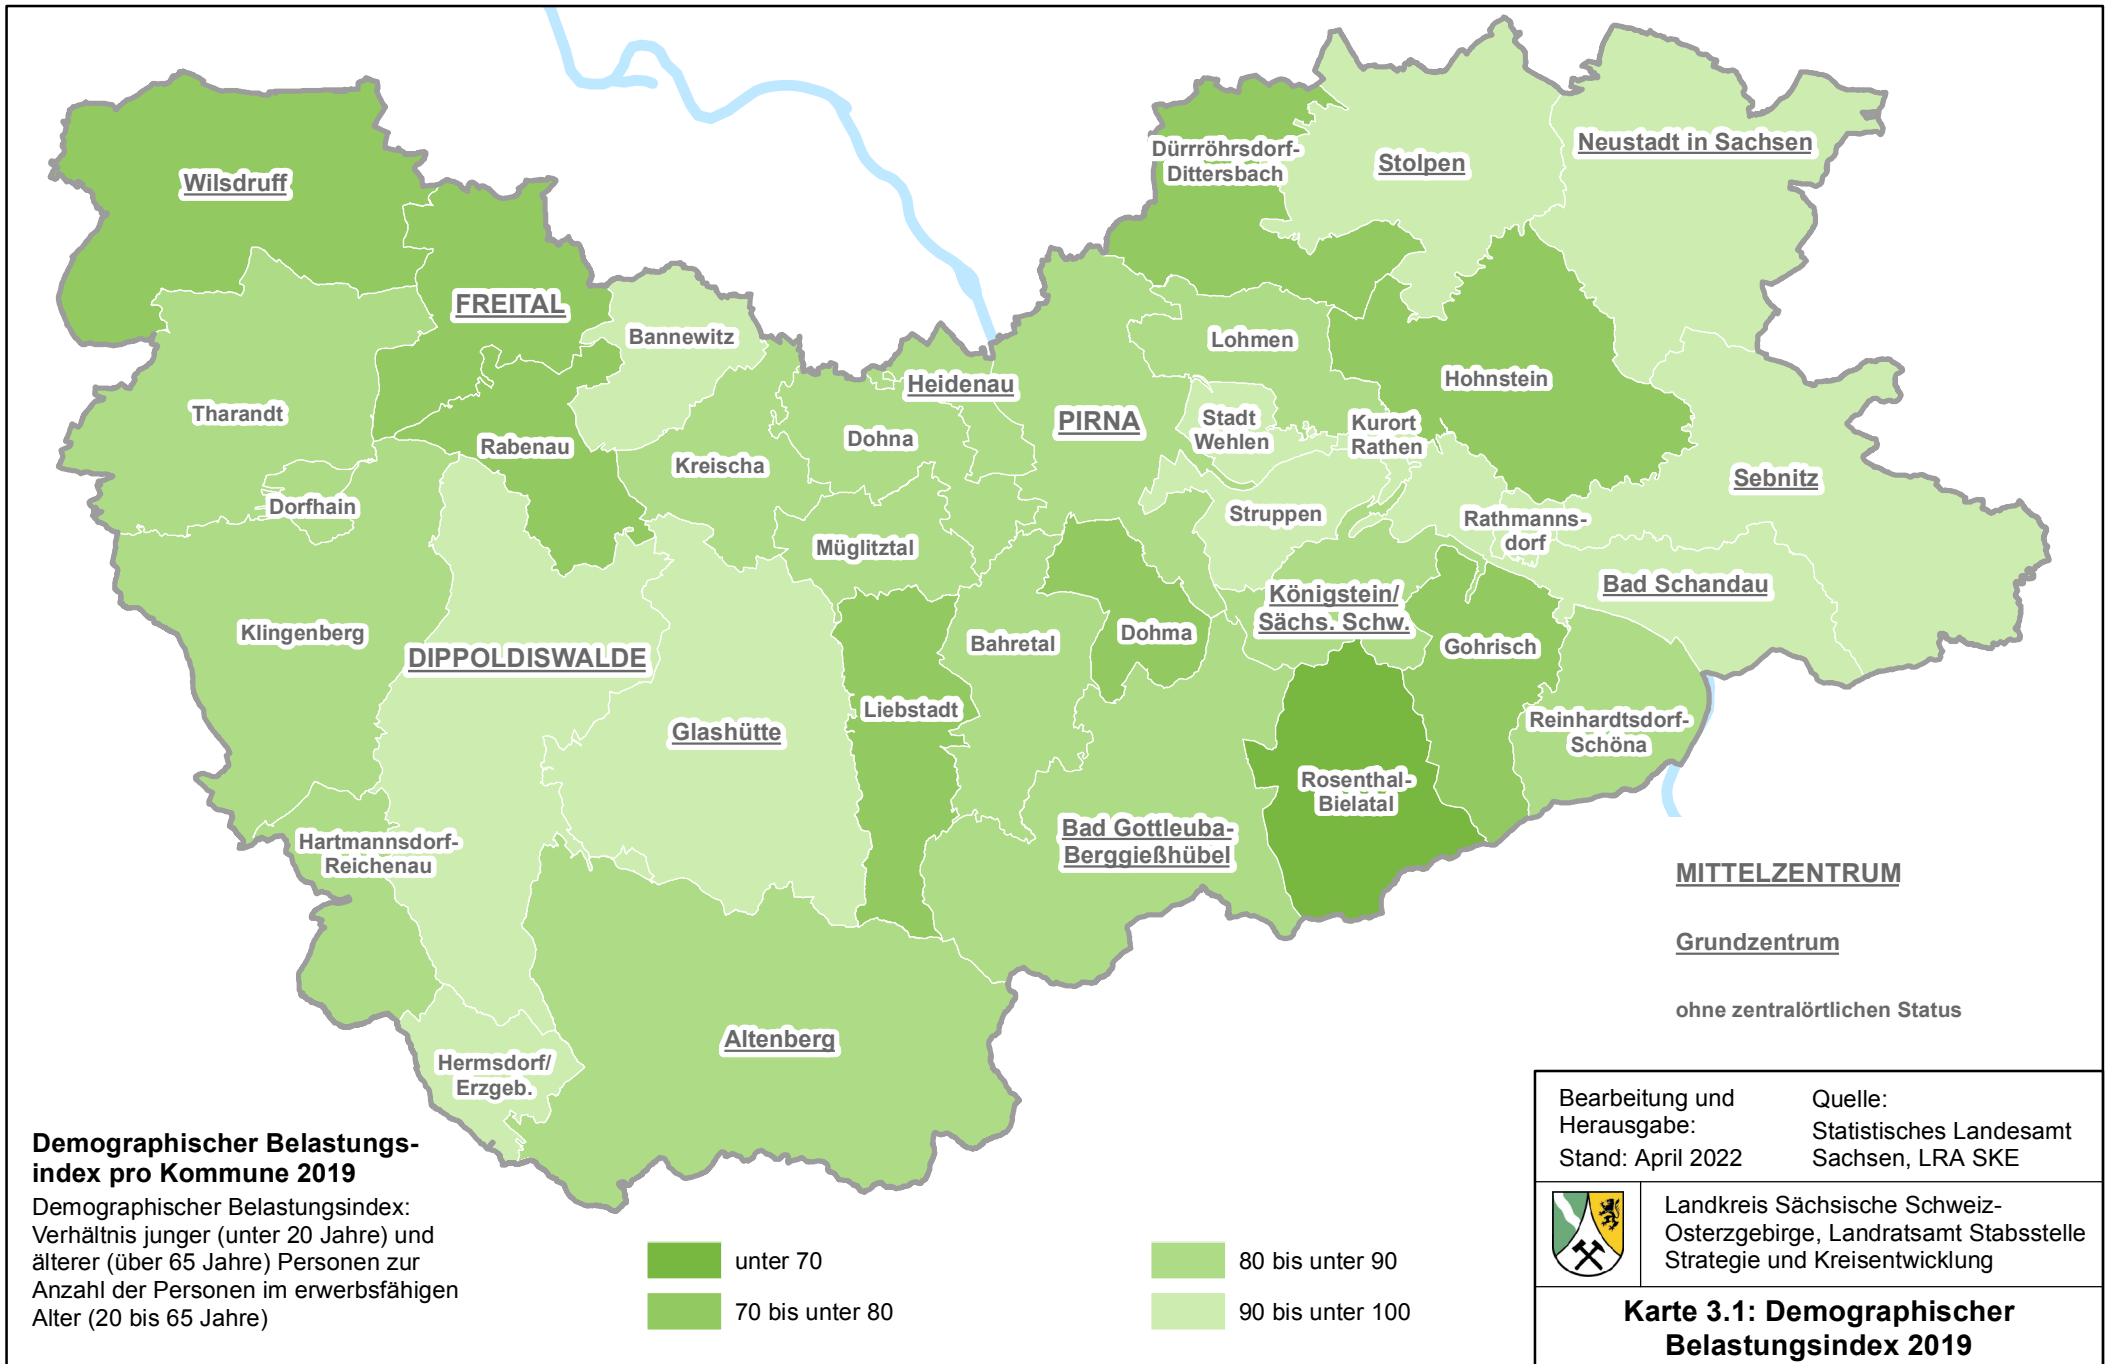 Wilsdruff
FREITAL
Bannewitz
Tharandt
Rabenau
Dorfhain
Kreischa
Dohna
Heidenau
PIRNA
Dürrröhrsdorf-
Dittersbach
Stolpen
Neustadt in Sachsen
Lohmen
Hohnstein
Stadt
Wehlen
Kurort
Rathen
Sebnitz
Struppen
Rathmanns-
dorf
Bad Schandau
Müglitztal
Königstein/
Sächs. Schw.
Klingenberg
DIPPOLDISWALDE
Bahretal
Dohma
Gohrisch
Liebstadt
Glashütte
Reinhardtsdorf-
Schöna
Rosenthal-
Bielatal
Bad Gottleuba-
Berggießhübel
Hartmannsdorf-
Reichenau
Altenberg
Hermsdorf/
Erzgeb.
MITTELZENTRUM
Grundzentrum
ohne zentralörtlichen Status
Demographischer Belastungs-
index pro Kommune 2019
Demographischer Belastungsindex:
Verhältnis junger (unter 20 Jahre) und
älterer (über 65 Jahre) Personen zur
Anzahl der Personen im erwerbsfähigen
Alter (20 bis 65 Jahre)
unter 70
70 bis unter 80
80 bis unter 90
90 bis unter 100
Bearbeitung und
Herausgabe:
Stand: April 2022
Quelle:
Statistisches Landesamt
Sachsen, LRA SKE
Landkreis Sächsische Schweiz-
Osterzgebirge, Landratsamt Stabsstelle
Strategie und Kreisentwicklung
Karte 3.1: Demographischer
Belastungsindex 2019